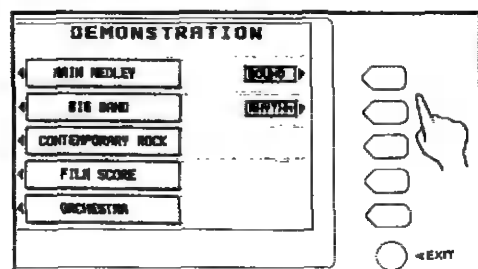 DEMONSTRATION
MAIN MEDLEY
SOUND
BIG BAND
RHYTHM
CONTEMPORARY ROCK
FILM SCORE
ORCHESTRA
EXIT